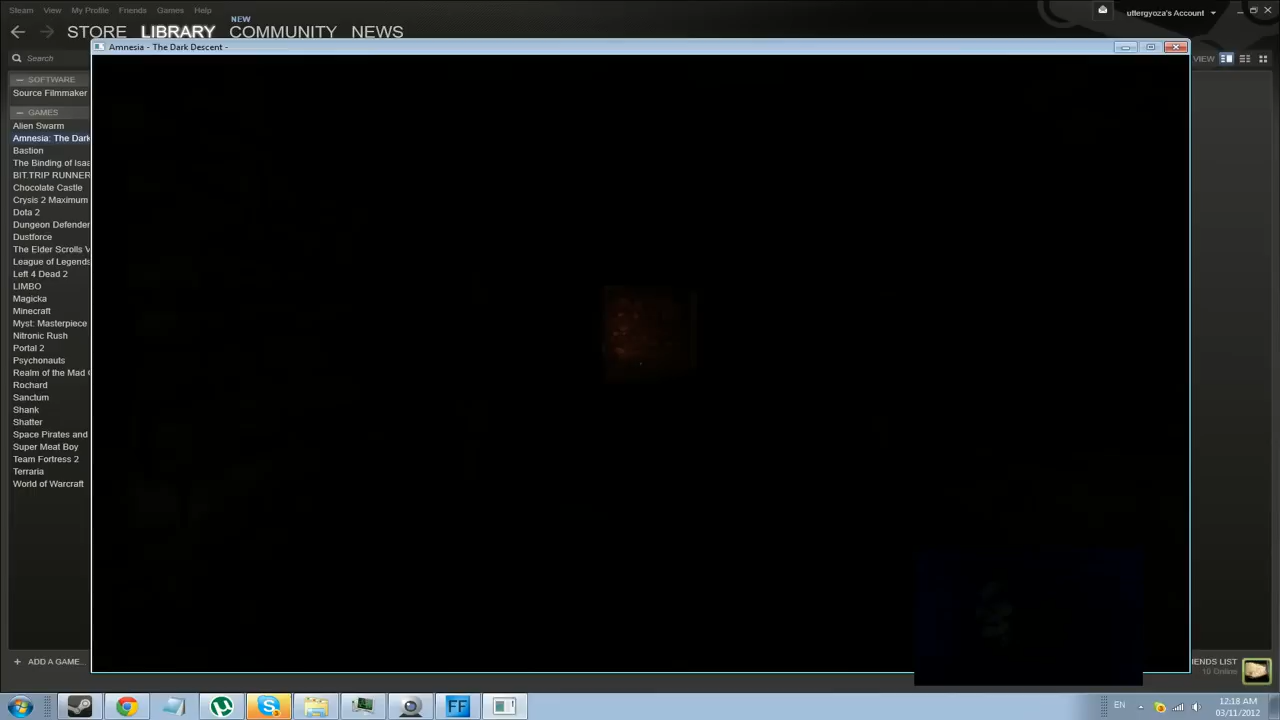 Steam View My Profile Friends Games Help
NEW
uffergyoza's Account
STORE LIBRARY COMMUNITY NEWS
Amnesia - The Dark Descent -
Search
VIEW
SOFTWARE
Source Filmmaker
GAMES
Alien Swarm
Amnesia: The Dark
Bastion
The Binding of Isaa
BIT.TRIP RUNNER
Chocolate Castle
Crysis 2 Maximum
Dota 2
Dungeon Defender
Dustforce
The Elder Scrolls V
League of Legends
Left 4 Dead 2
LIMBO
Magicka
Minecraft
Myst: Masterpiece
Nitronic Rush
Portal 2
Psychonauts
Realm of the Mad G
Rochard
Sanctum
Shank
Shatter
Space Pirates and
Super Meat Boy
Team Fortress 2
Terraria
World of Warcraft
+ ADD A GAME...
ENDS LIST
10 Online
FF
EN
12:18 AM
03/11/2012